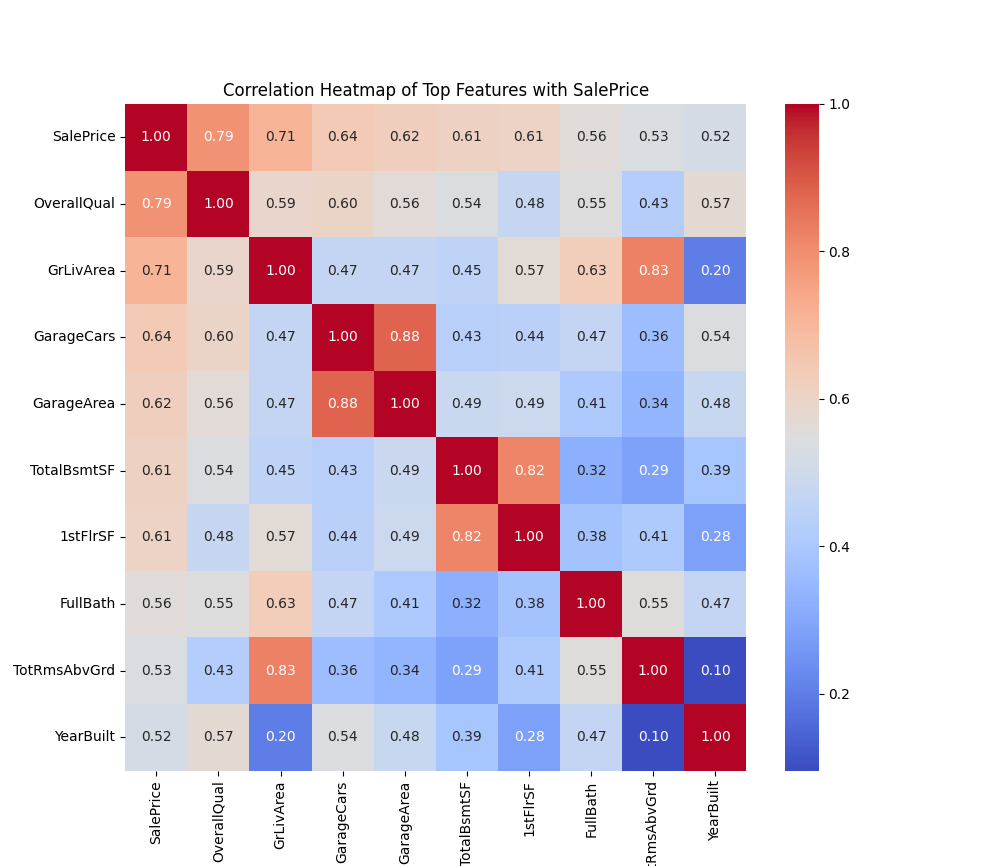 Correlation Heatmap of Top Features with SalePrice
SalePrice 1.00 0.79 0.71 0.64 0.62 0.61 0.61 0.56 0.53 0.52
OverallQual 0.79 1.00 0.59 0.60 0.56 0.54 0.48 0.55 0.43 0.57
GrLivArea 0.71 0.59 1.00 0.47 0.47 0.45 0.57 0.63 0.83 0.20
GarageCars 0.64 0.60 0.47 1.00 0.88 0.43 0.44 0.47 0.36 0.54
GarageArea 0.62 0.56 0.47 0.88 1.00 0.49 0.49 0.41 0.34 0.48
TotalBsmtSF 0.61 0.54 0.45 0.43 0.49 1.00 0.82 0.32 0.29 0.39
1stFlrSF 0.61 0.48 0.57 0.44 0.49 0.82 1.00 0.38 0.41 0.28
FullBath 0.56 0.55 0.63 0.47 0.41 0.32 0.38 1.00 0.55 0.47
TotRmsAbvGrd 0.53 0.43 0.83 0.36 0.34 0.29 0.41 0.55 1.00 0.10
YearBuilt 0.52 0.57 0.20 0.54 0.48 0.39 0.28 0.47 0.10 1.00
SalePrice
OverallQual
GrLivArea
GarageCars
GarageArea
TotalBsmtSF
1stFlrSF
FullBath
tRmsAbvGrd
YearBuilt
1.0
0.8
0.6
0.4
0.2